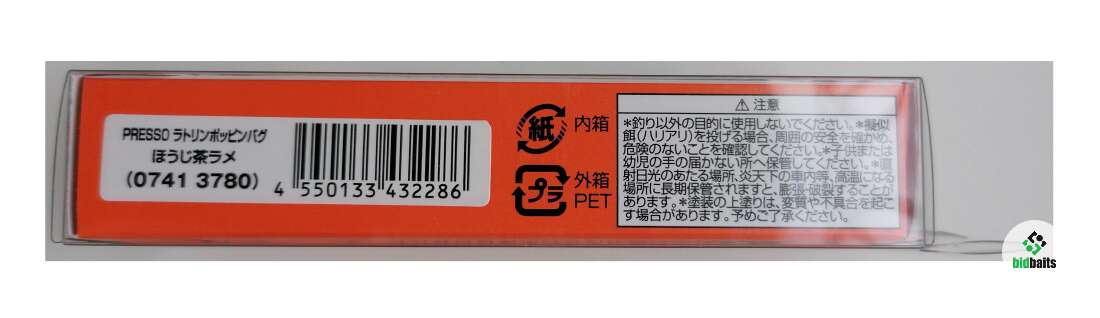 PRESSO ラトリンポッピンバグ
ほうじ茶ラメ
(0741 3780)
4 550133 432286
紙 内箱
プラ 外箱
PET
⚠ 注意
*釣り以外の目的に使用しないでください。*擬似
餌(ハリアリ)を投げる場合、周囲の安全を確かめ、
危険のないことを確認してください。*子供または
幼児の手の届かない所へ保管してください。*直
射日光のあたる場所、炎天下の車内等、高温になる
場所に長期保管されますと、膨張・破裂することが
あります。*塗装の上塗りは、変質や不具合を起こ
す場合があります。予めご了承ください。
bidbaits